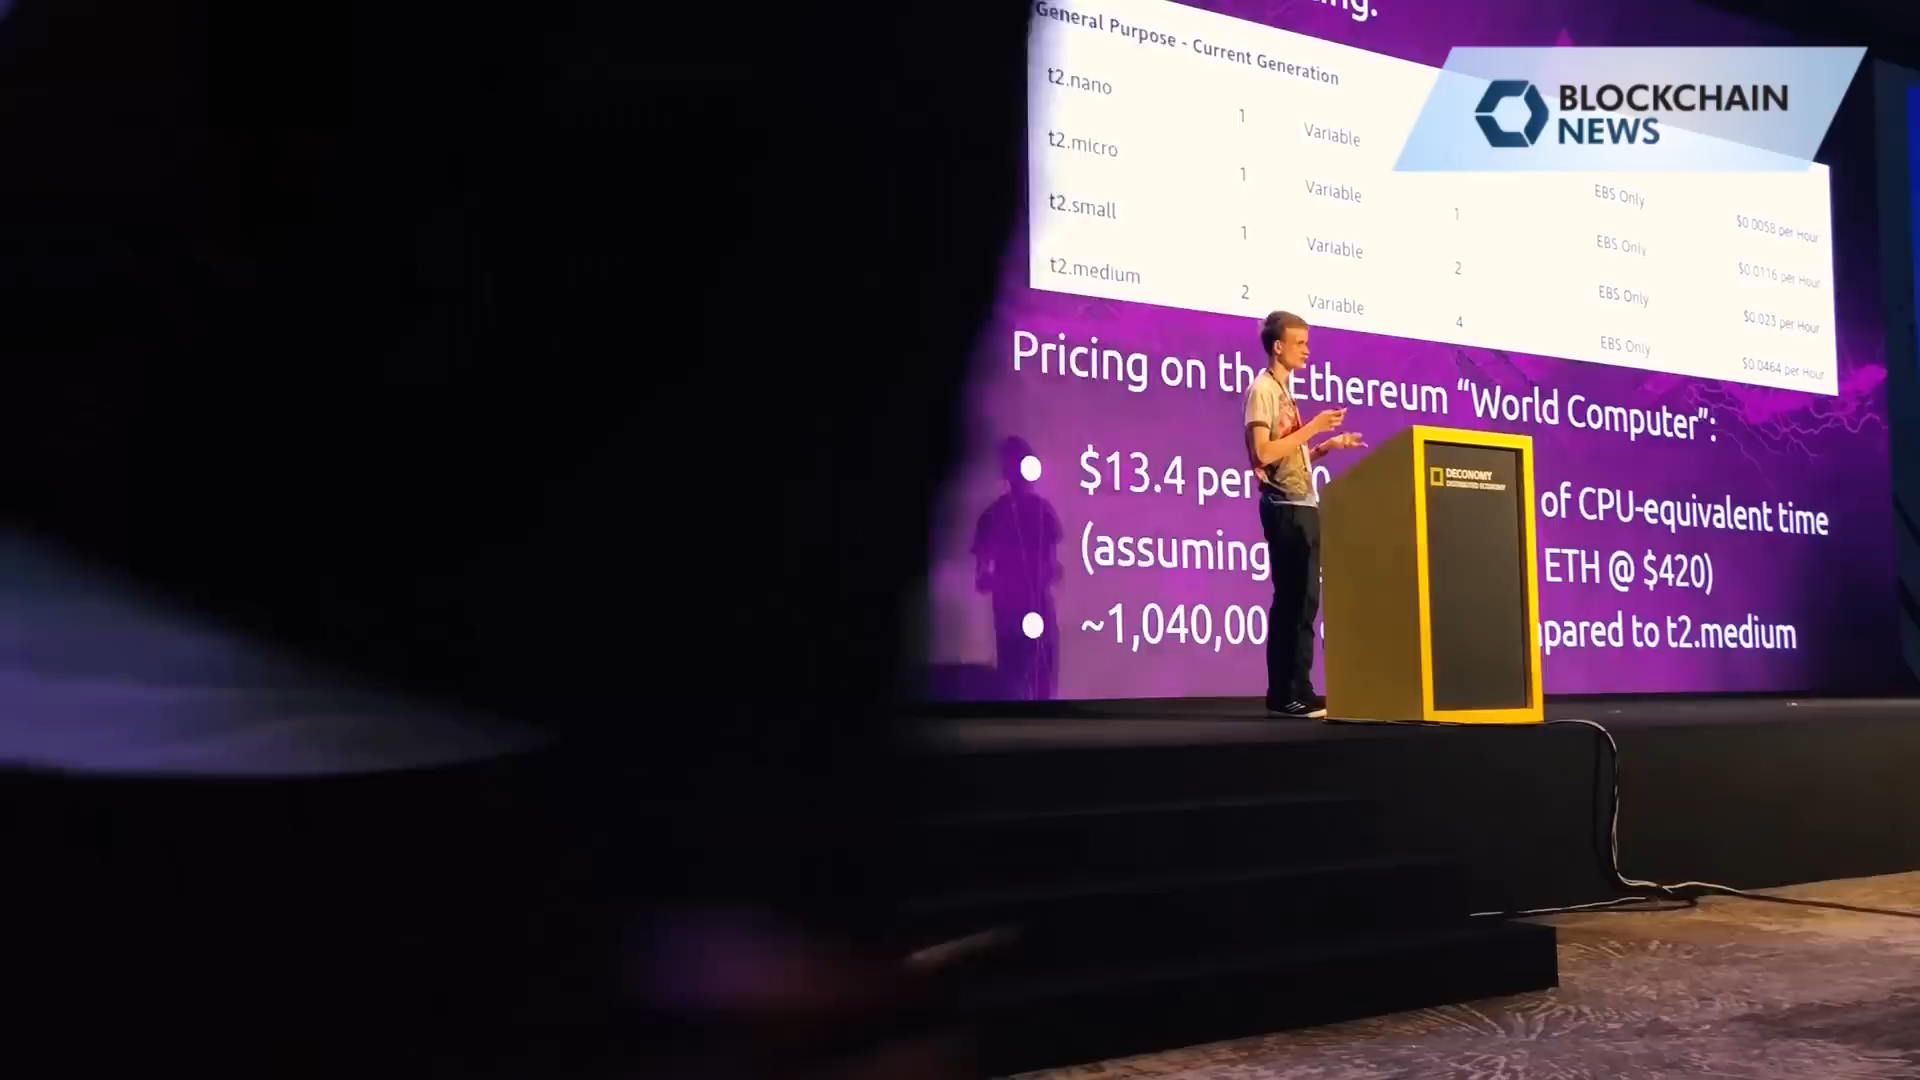 General Purpose - Current Generation
t2.nano 1 Variable EBS Only $0.0058 per Hour
t2.micro 1 Variable 1 EBS Only $0.0116 per Hour
t2.small 1 Variable 2 EBS Only $0.023 per Hour
t2.medium 2 Variable 4 EBS Only $0.0464 per Hour
BLOCKCHAIN
NEWS
Pricing on the Ethereum “World Computer”:
• $13.4 per of CPU-equivalent time
(assuming ETH @ $420)
• ~1,040,00 to t2.medium
DECONOMY
DISTRIBUTED ECONOMY